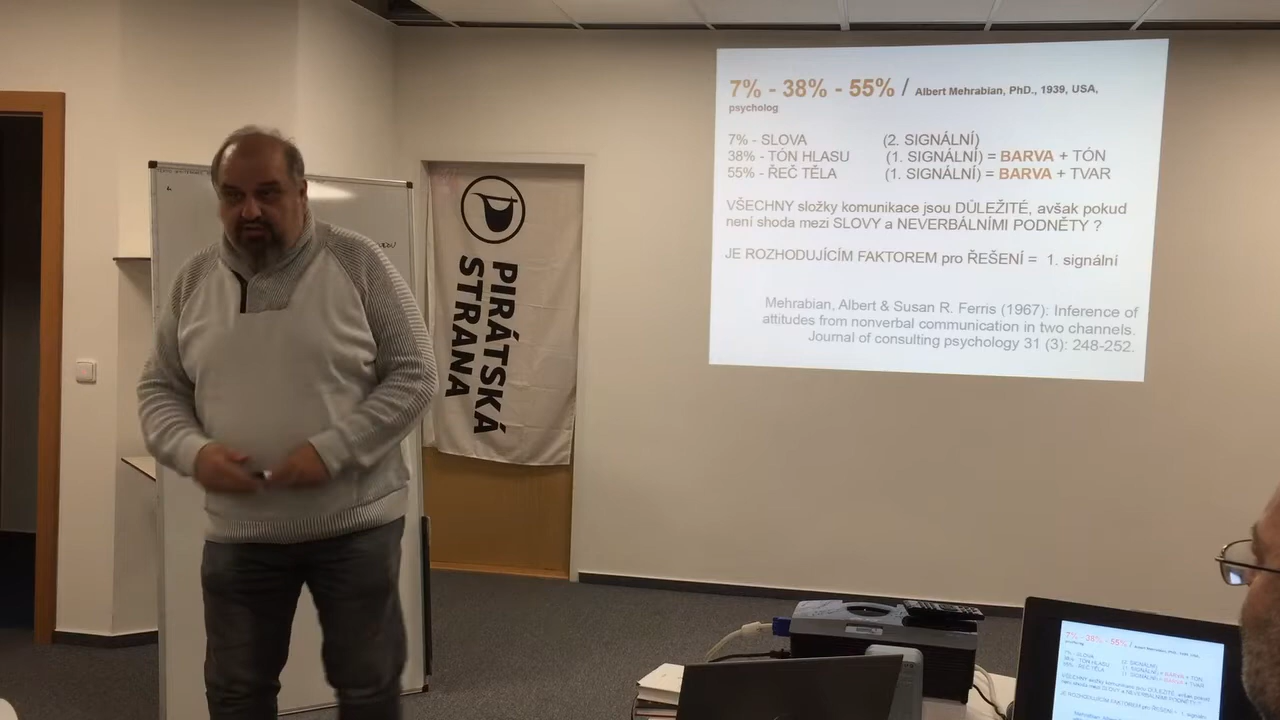 7% - 38% - 55% / Albert Mehrabian, PhD., 1939, USA,
psycholog
7% - SLOVA (2. SIGNÁLNÍ)
38% - TÓN HLASU (1. SIGNÁLNÍ) = BARVA + TÓN
55% - ŘEČ TĚLA (1. SIGNÁLNÍ) = BARVA + TVAR
VŠECHNY složky komunikace jsou DŮLEŽITÉ, avšak pokud
není shoda mezi SLOVY a NEVERBÁLNÍMI PODNĚTY ?
JE ROZHODUJÍCÍM FAKTOREM pro ŘEŠENÍ = 1. signální
Mehrabian, Albert & Susan R. Ferris (1967): Inference of
attitudes from nonverbal communication in two channels.
Journal of consulting psychology 31 (3): 248-252.
PIRÁTSKÁ
STRANA
7% - 38% - 55% /